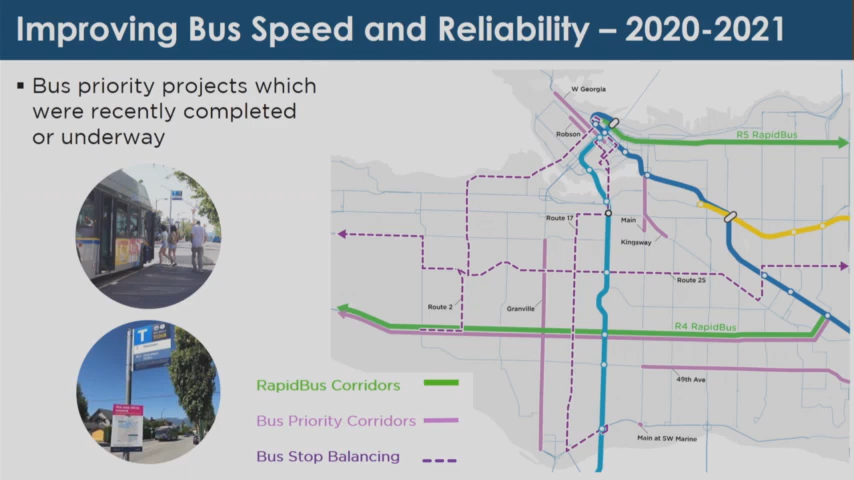 Improving Bus Speed and Reliability – 2020-2021
▪ Bus priority projects which
were recently completed
or underway
W Georgia
Robson
R5 RapidBus
Route 17
Main
Kingsway
Route 25
Route 2
Granville
R4 RapidBus
49th Ave
Main at SW Marine
RapidBus Corridors
Bus Priority Corridors
Bus Stop Balancing
T